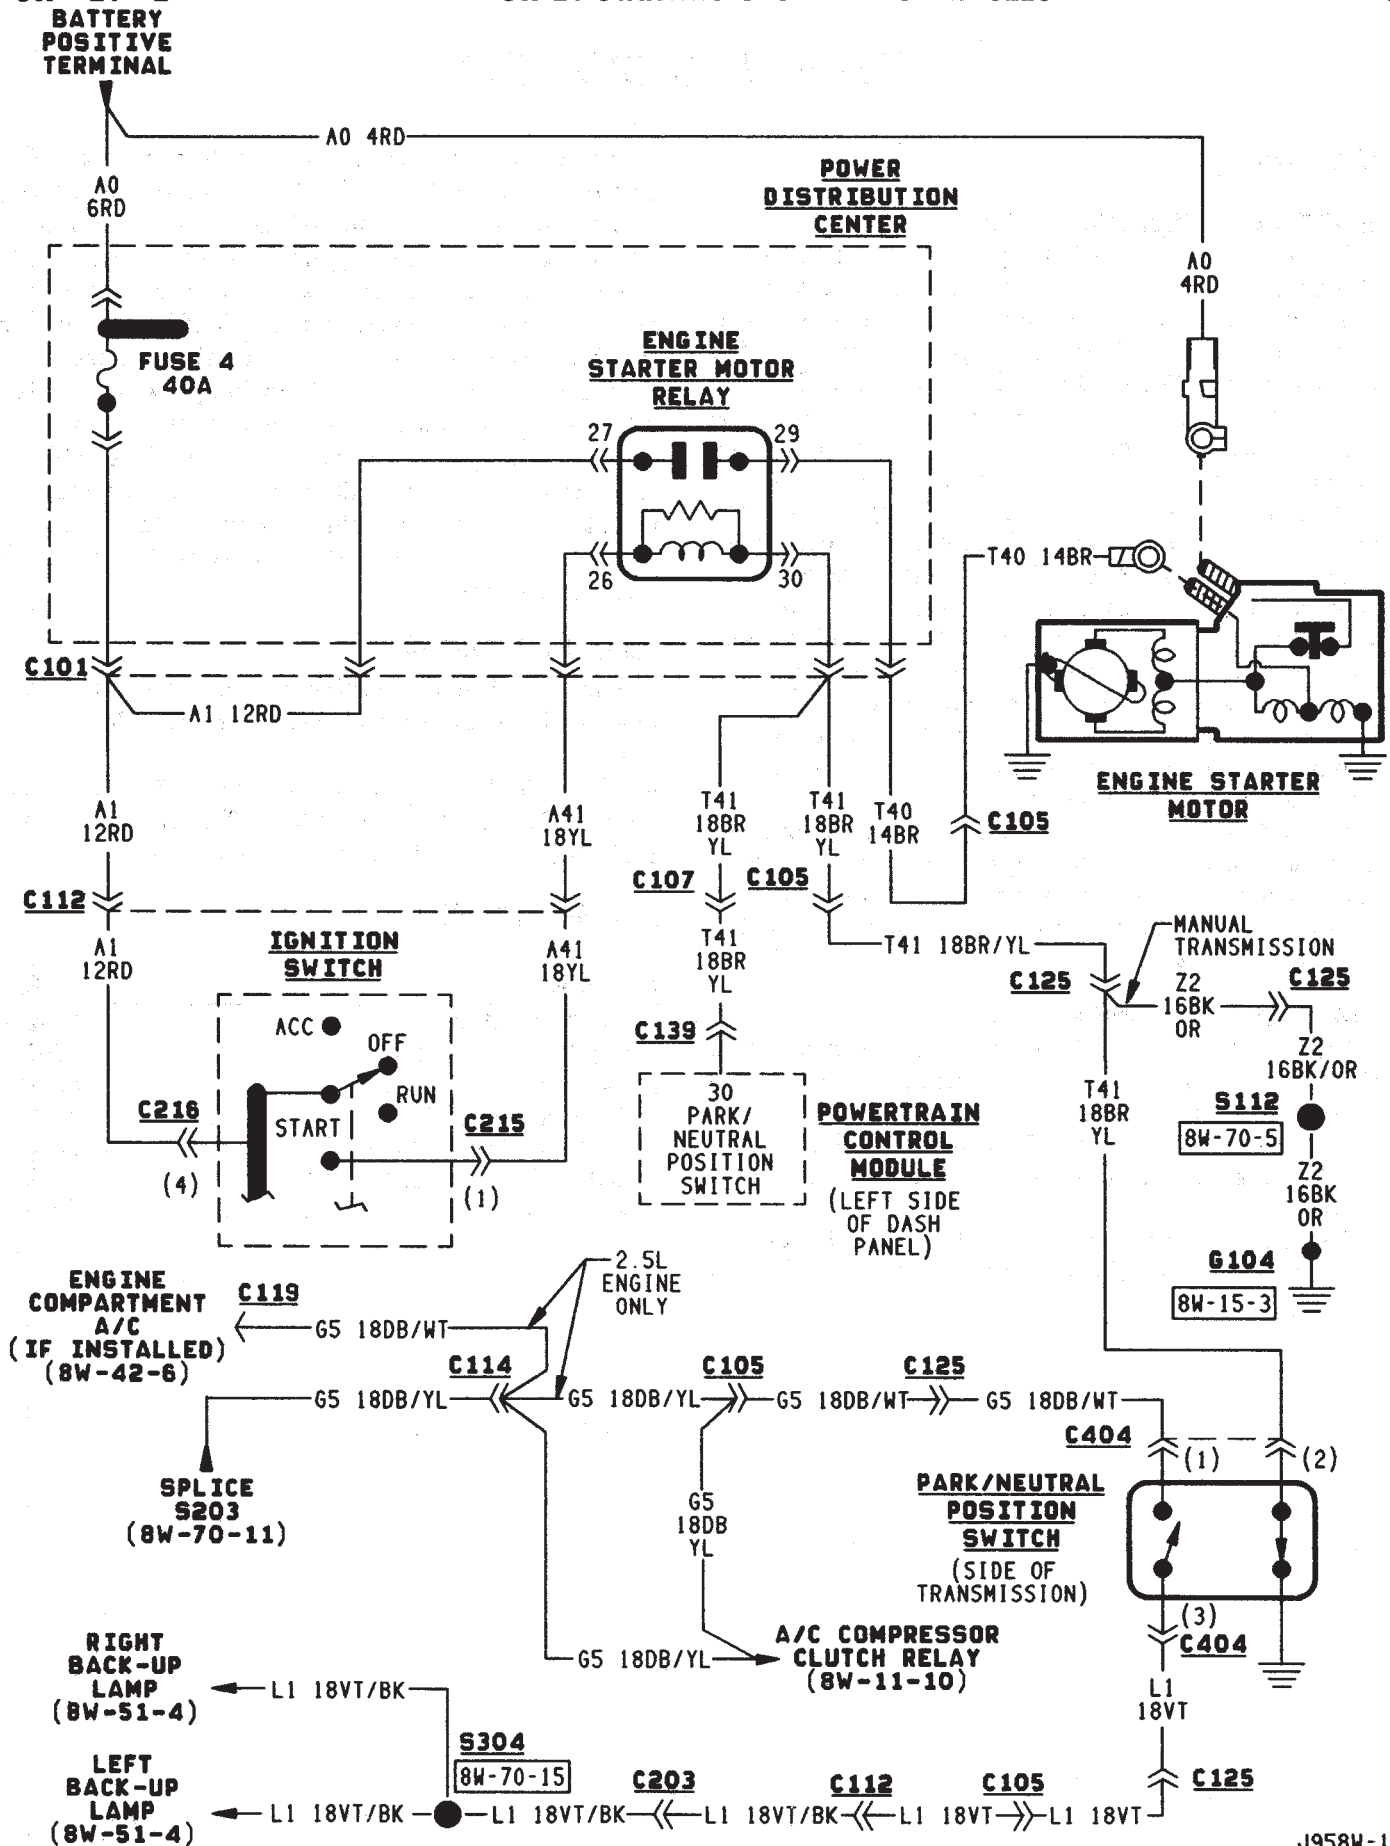 BATTERY
POSITIVE
TERMINAL
A0 4RD
A0
6RD
POWER
DISTRIBUTION
CENTER
A0
4RD
FUSE 4
40A
ENGINE
STARTER MOTOR
RELAY
27
29
26
30
T40 14BR
C101
A1 12RD
ENGINE STARTER
MOTOR
A1
12RD
A41
18YL
T41
18BR
YL
T41
18BR
YL
T40
14BR
C105
C107
C105
C112
A1
12RD
IGNITION
SWITCH
A41
18YL
T41
18BR
YL
T41 18BR/YL
MANUAL
TRANSMISSION
C125
Z2
16BK
OR
C125
ACC
OFF
RUN
START
C216
(4)
C215
(1)
C139
30
PARK/
NEUTRAL
POSITION
SWITCH
POWERTRAIN
CONTROL
MODULE
(LEFT SIDE
OF DASH
PANEL)
T41
18BR
YL
Z2
16BK/OR
S112
8W-70-5
Z2
16BK
OR
G104
8W-15-3
2.5L
ENGINE
ONLY
ENGINE
COMPARTMENT
A/C
(IF INSTALLED)
(8W-42-6)
C119
G5 18DB/WT
C114
C105
C125
G5 18DB/YL
G5 18DB/YL
G5 18DB/WT
G5 18DB/WT
C404
(1)
(2)
SPLICE
S203
(8W-70-11)
G5
18DB
YL
PARK/NEUTRAL
POSITION
SWITCH
(SIDE OF
TRANSMISSION)
(3)
C404
G5 18DB/YL
A/C COMPRESSOR
CLUTCH RELAY
(8W-11-10)
RIGHT
BACK-UP
LAMP
(8W-51-4)
L1 18VT/BK
L1
18VT
S304
8W-70-15
LEFT
BACK-UP
LAMP
(8W-51-4)
C203
C112
C105
C125
L1 18VT/BK
L1 18VT/BK
L1 18VT/BK
L1 18VT
L1 18VT
J958W-1